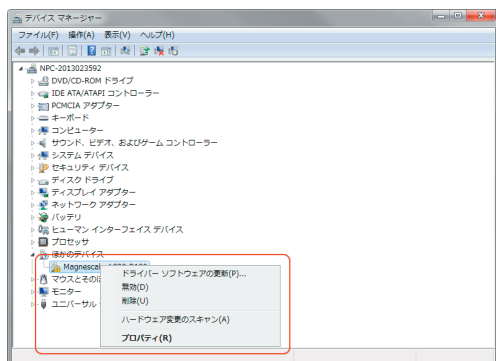 デバイス マネージャー
ファイル(F) 操作(A) 表示(V) ヘルプ(H)
NPC-2013023592
DVD/CD-ROM ドライブ
IDE ATA/ATAPI コントローラー
PCMCIA アダプター
キーボード
コンピューター
サウンド、ビデオ、およびゲーム コントローラー
システム デバイス
セキュリティ デバイス
ディスク ドライブ
ディスプレイ アダプター
ネットワーク アダプター
バッテリ
ヒューマン インターフェイス デバイス
プロセッサ
ほかのデバイス
Magnescale
マウスとそのほ
モニター
ユニバーサル
ドライバー ソフトウェアの更新(P)...
無効(D)
削除(U)
ハードウェア変更のスキャン(A)
プロパティ(R)